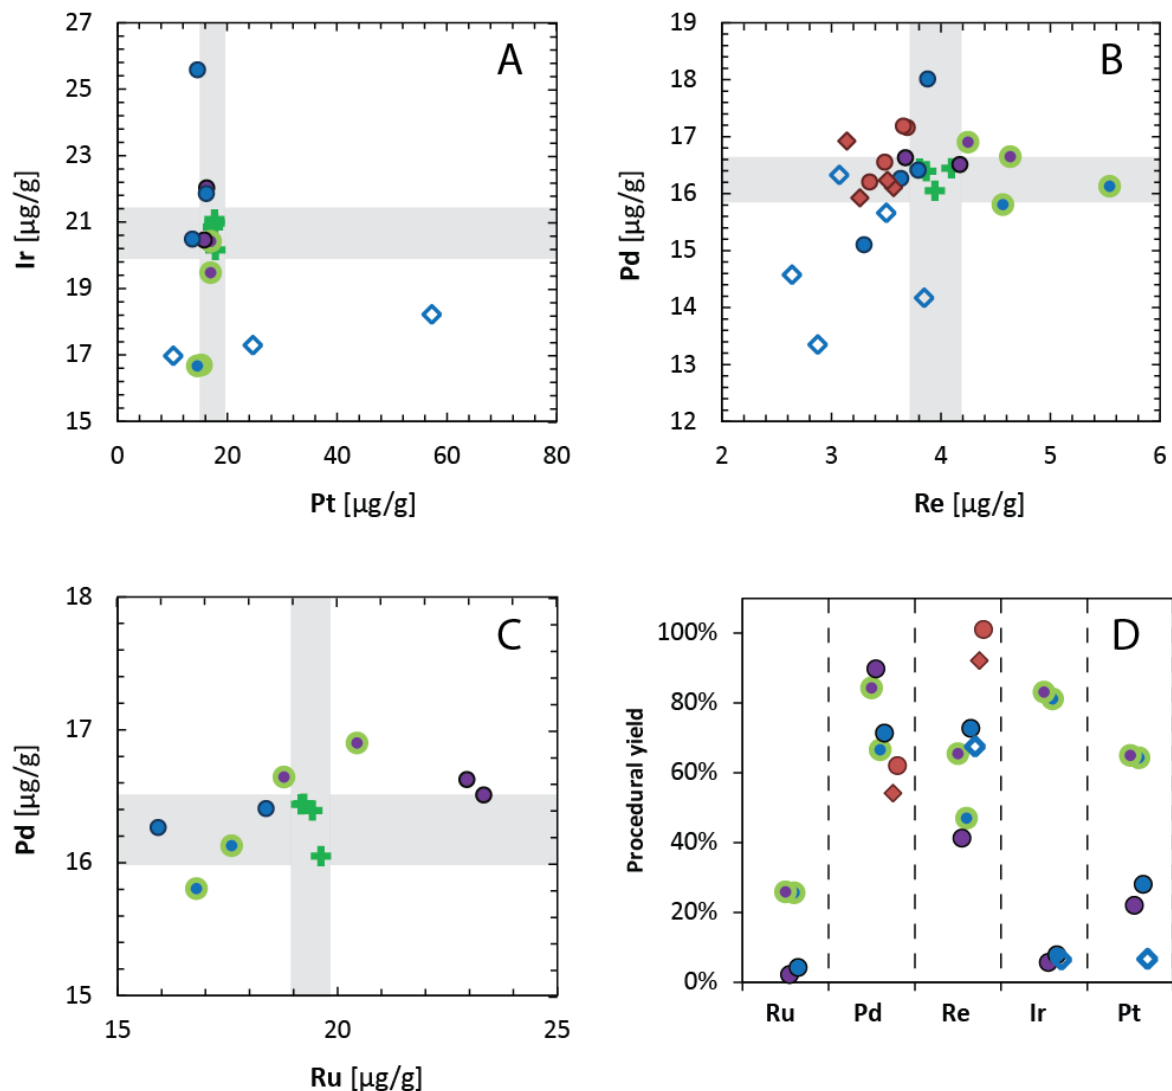 A
27
25
23
21
19
17
15
Ir [µg/g]
0
20
40
60
80
Pt [µg/g]
B
19
18
17
16
15
14
13
12
Pd [µg/g]
2
3
4
5
6
Re [µg/g]
C
18
17
16
15
Pd [µg/g]
15
20
25
Ru [µg/g]
D
100%
80%
60%
40%
20%
0%
Procedural yield
Ru
Pd
Re
Ir
Pt